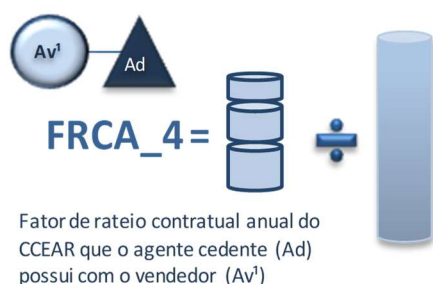 Av¹
Ad
FRCA_4 =
Fator de rateio contratual anual do
CCEAR que o agente cedente (Ad)
possui com o vendedor (Av¹)